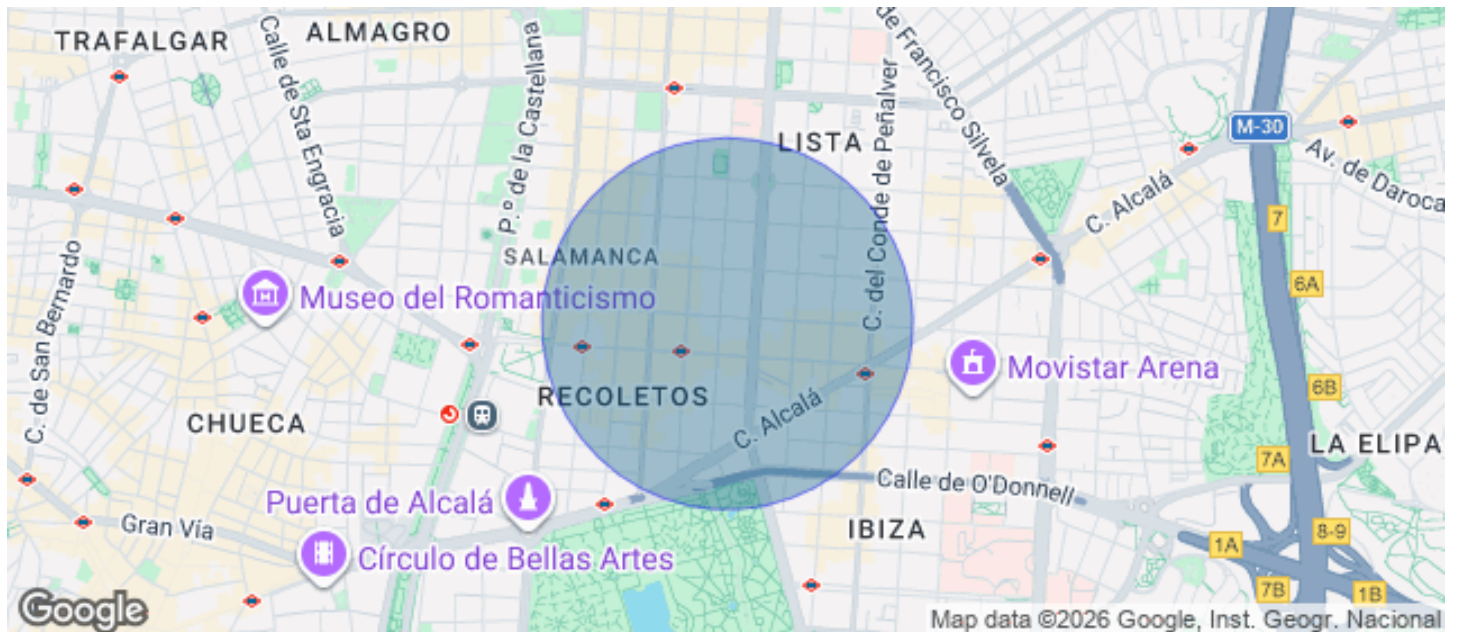 TRAFALGAR
ALMAGRO
Calle de Sta Engracia
P.º de la Castellana
de Francisco Silvela
LISTA
C. del Conde de Peñalver
M-30
Av. de Daroca
C. Alcalá
7
SALAMANCA
6A
C. de San Bernardo
Museo del Romanticismo
Movistar Arena
6B
RECOLETOS
CHUECA
C. Alcalá
LA ELIPA
7A
Calle de O'Donnell
Puerta de Alcalá
Gran Vía
IBIZA
8-9
1A
Círculo de Bellas Artes
7B
1B
Google
Map data ©2026 Google, Inst. Geogr. Nacional